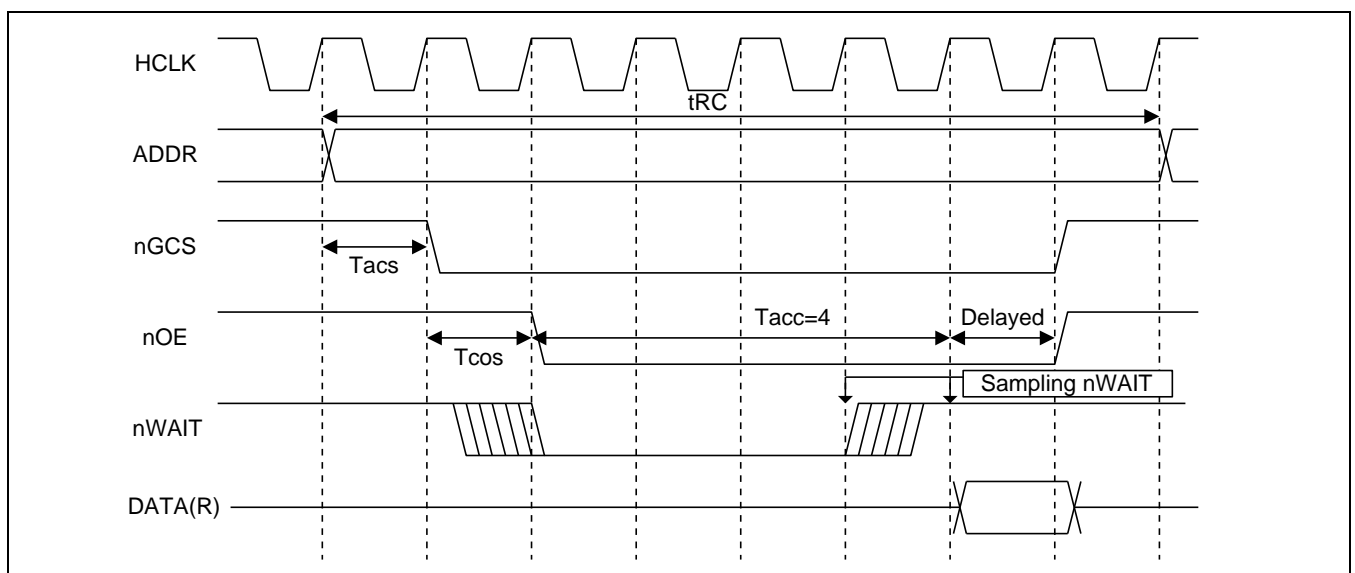 HCLK
tRC
ADDR
nGCS
Tacs
nOE
Tacc=4
Delayed
Tcos
Sampling nWAIT
nWAIT
DATA(R)